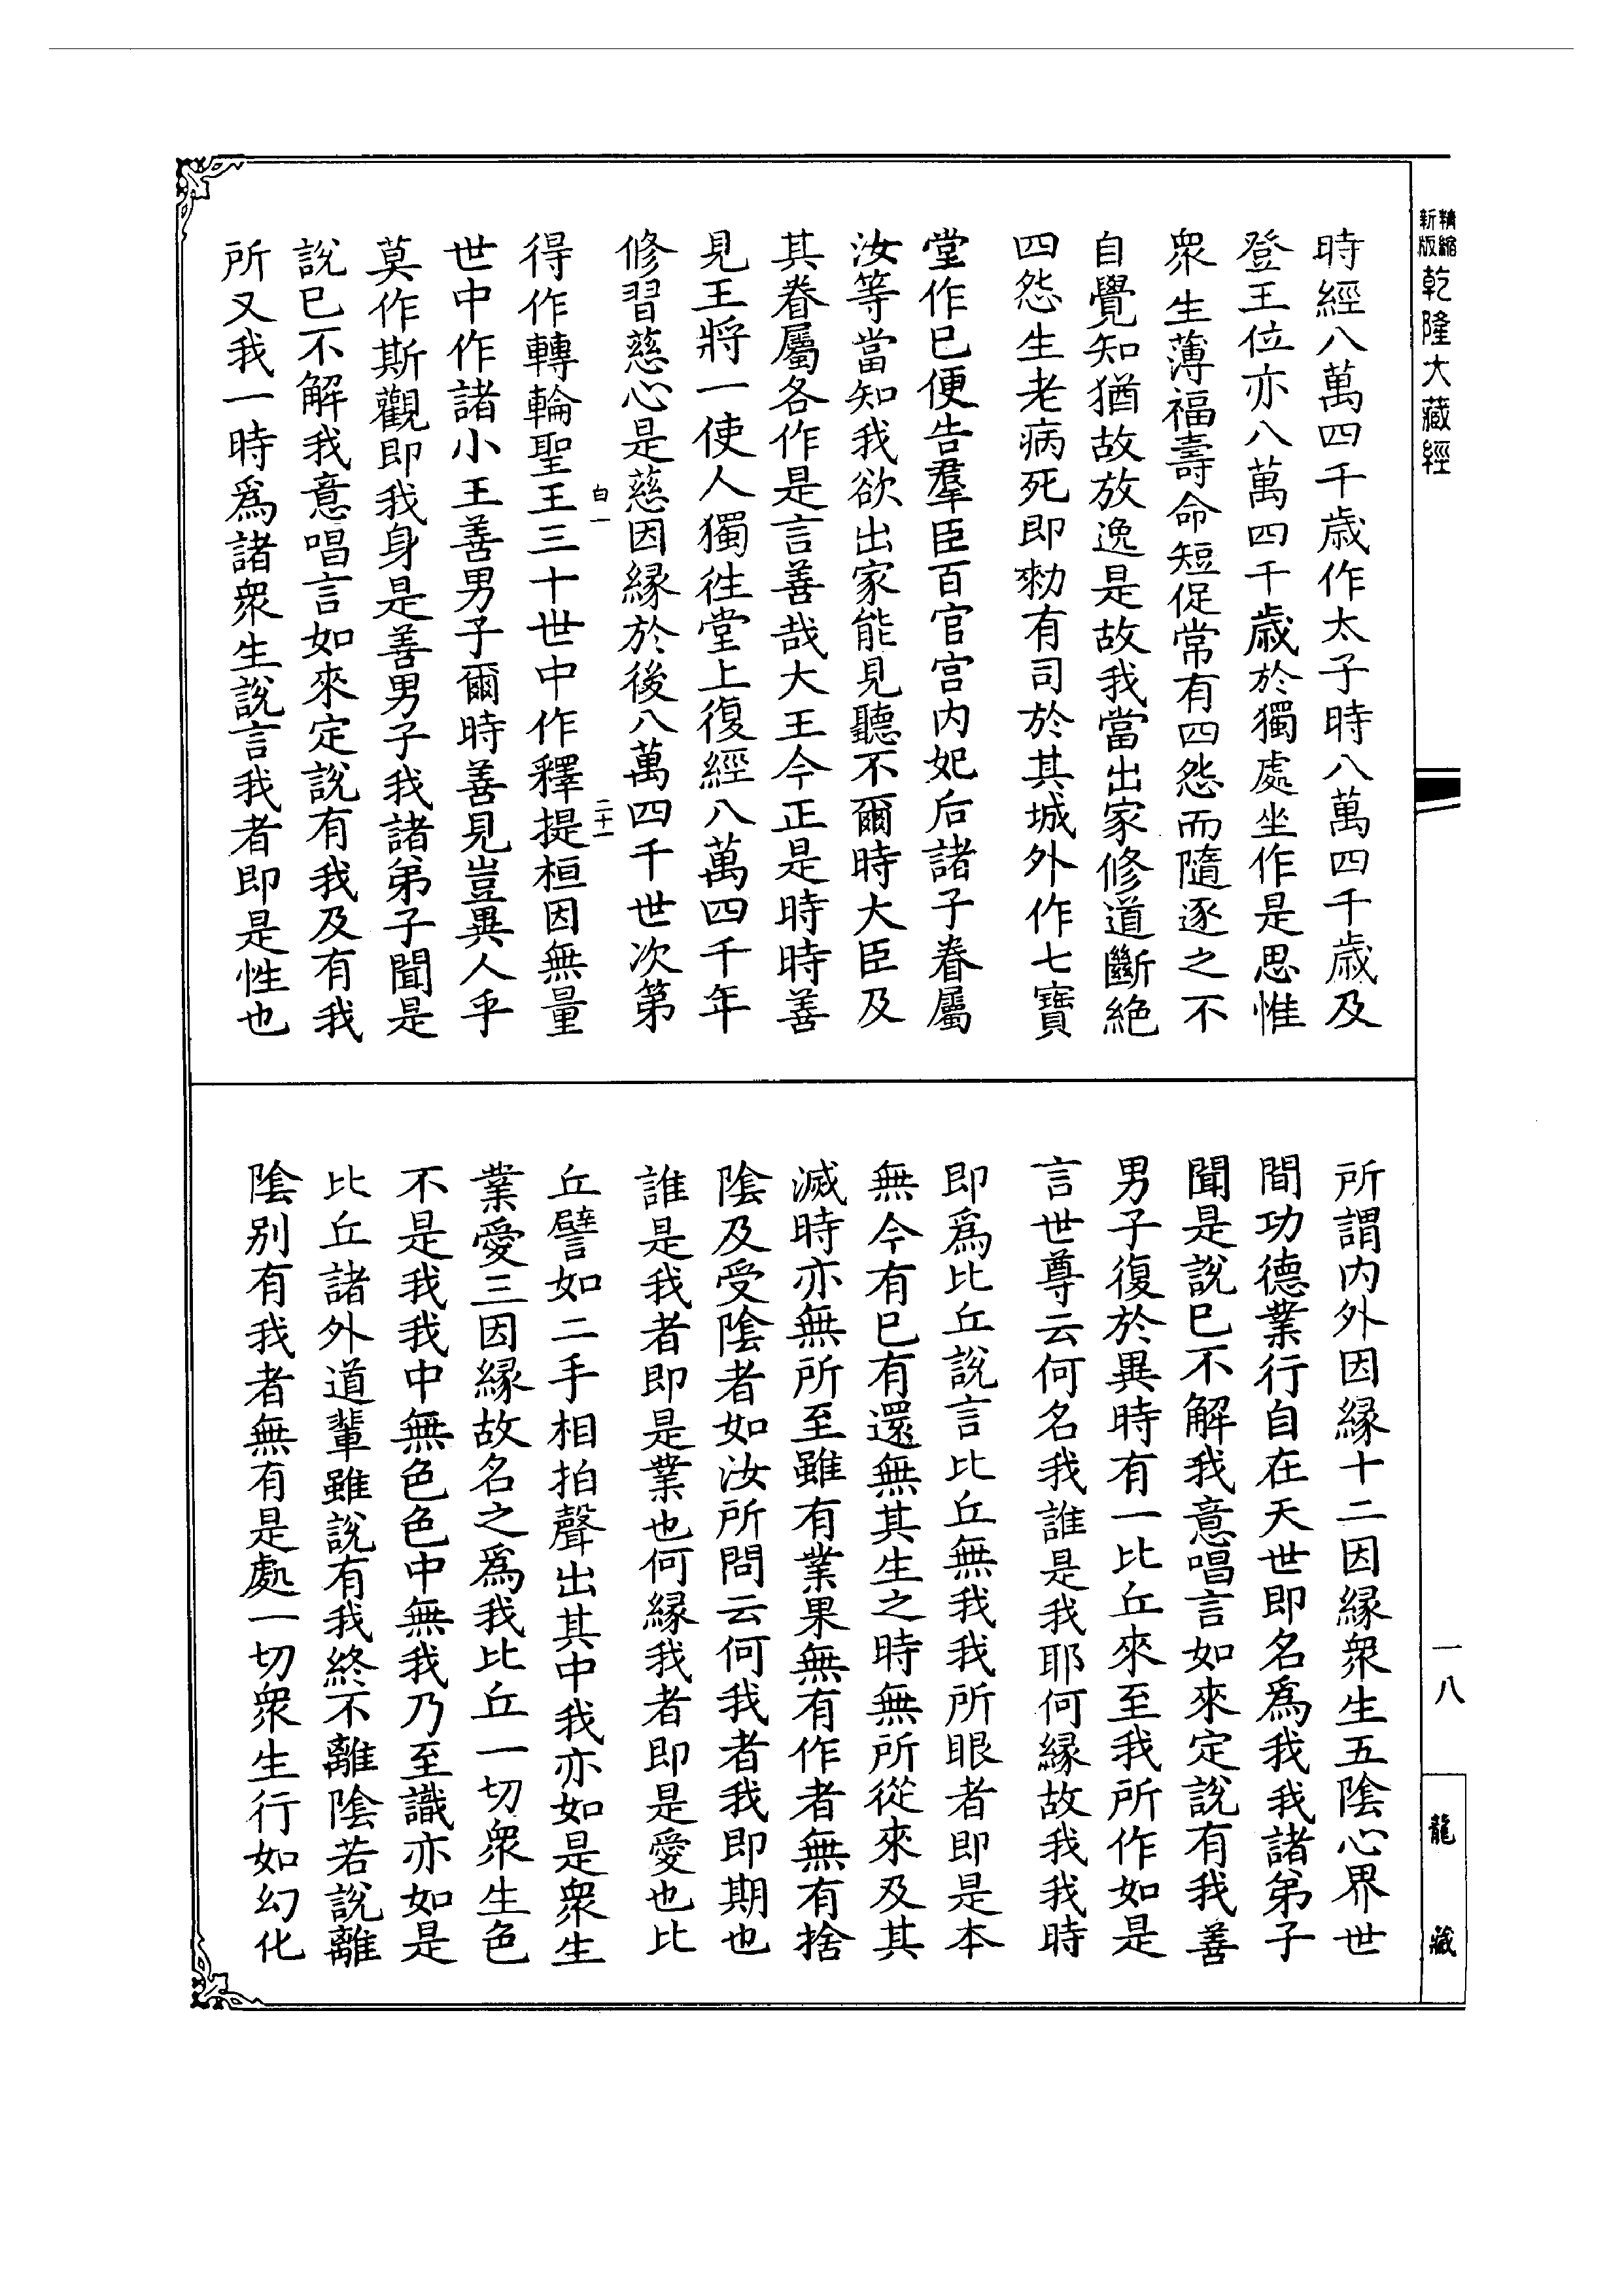 精縮新版乾隆大藏經
時經八萬四千歳作太子時八萬四千歳及
登王位亦八萬四千歳於獨處坐作是思惟
衆生薄福壽命短促常有四怨而隨逐之不
自覺知猶故放逸是故我當出家修道斷絶
四怨生老病死即勑有司於其城外作七寳
堂作已便告羣臣百官宫内妃后諸子眷屬
汝等當知我欲出家能見聽不爾時大臣及
其眷屬各作是言善哉大王今正是時時善
見王將一使人獨徃堂上復經八萬四千年
修習慈心是慈因縁於後八萬四千世次第
白一
二十一
得作轉輪聖王三十世中作釋提桓因無量
世中作諸小王善男子爾時善見豈異人乎
莫作斯觀即我身是善男子我諸弟子聞是
說已不解我意唱言如來定說有我及有我
所又我一時爲諸衆生說言我者即是性也
所謂内外因縁十二因縁衆生五隂心界世
間功德業行自在天世即名爲我我諸弟子
聞是說已不解我意唱言如來定說有我善
男子復於異時有一比丘來至我所作如是
言世尊云何名我誰是我耶何縁故我我時
即爲比丘說言比丘無我我所眼者即是本
無今有已有還無其生之時無所從來及其
滅時亦無所至雖有業果無有作者無有捨
隂及受隂者如汝所問云何我者我即期也
誰是我者即是業也何縁我者即是愛也比
丘譬如二手相拍聲出其中我亦如是衆生
業愛三因縁故名之爲我比丘一切衆生色
不是我我中無色色中無我乃至識亦如是
比丘諸外道輩雖說有我終不離隂若說離
隂别有我者無有是處一切衆生行如幻化
一八
龍藏